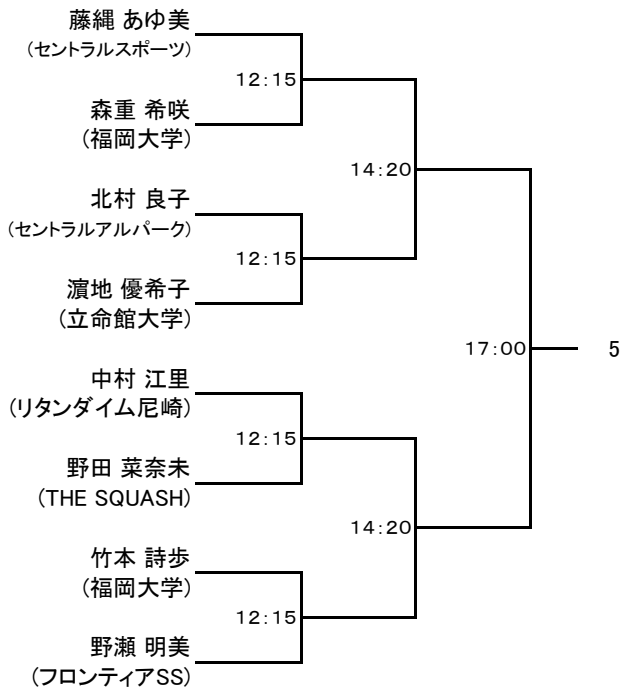 藤縄 あゆ美
(セントラルスポーツ)
12:15
森重 希咲
(福岡大学)
14:20
北村 良子
(セントラルアルパーク)
12:15
濵地 優希子
(立命館大学)
17:00
5
中村 江里
(リタンダイム尼崎)
12:15
野田 菜奈未
(THE SQUASH)
14:20
竹本 詩歩
(福岡大学)
12:15
野瀬 明美
(フロンティアSS)